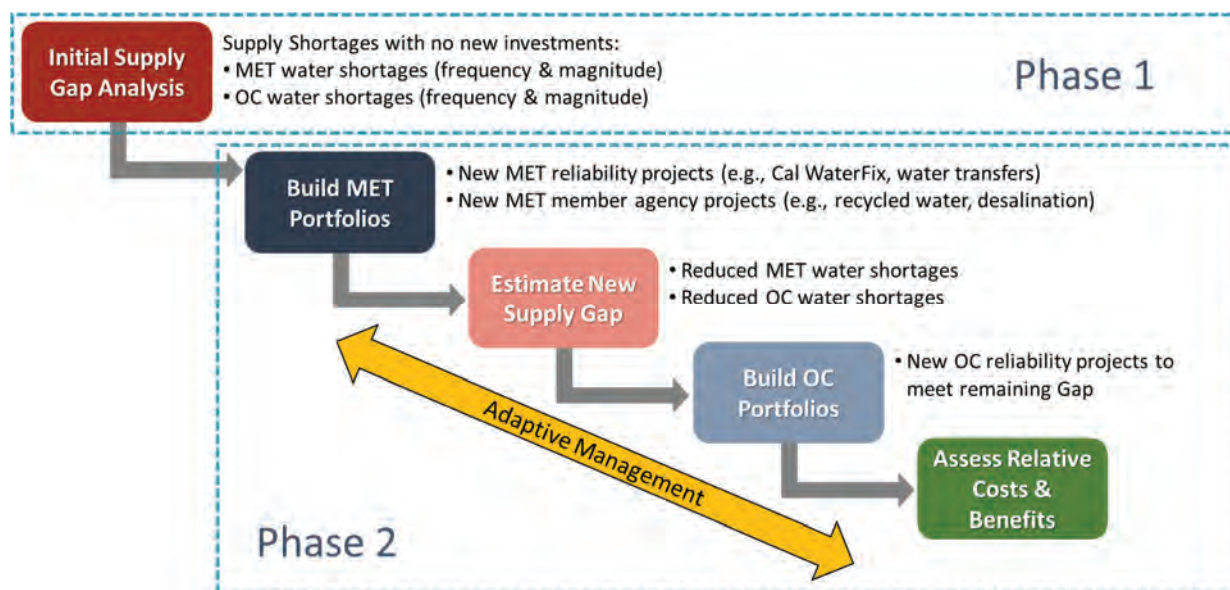 Initial Supply
Gap Analysis
Supply Shortages with no new investments:
• MET water shortages (frequency & magnitude)
• OC water shortages (frequency & magnitude)
Phase 1
Build MET
Portfolios
• New MET reliability projects (e.g., Cal WaterFix, water transfers)
• New MET member agency projects (e.g., recycled water, desalination)
Estimate New
Supply Gap
• Reduced MET water shortages
• Reduced OC water shortages
Build OC
Portfolios
• New OC reliability projects to
meet remaining Gap
Adaptive Management
Assess Relative
Costs &
Benefits
Phase 2